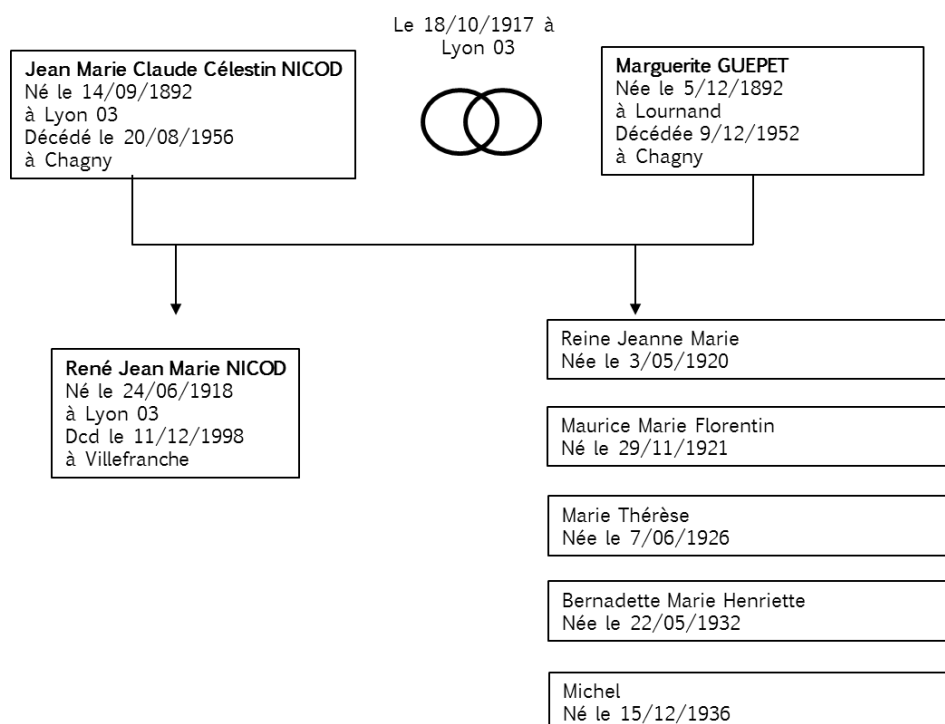 Le 18/10/1917 à
Lyon 03
Jean Marie Claude Célestin NICOD
Né le 14/09/1892
à Lyon 03
Décédé le 20/08/1956
à Chagny
Marguerite GUEPET
Née le 5/12/1892
à Lournand
Décédée 9/12/1952
à Chagny
René Jean Marie NICOD
Né le 24/06/1918
à Lyon 03
Dcd le 11/12/1998
à Villefranche
Reine Jeanne Marie
Née le 3/05/1920
Maurice Marie Florentin
Né le 29/11/1921
Marie Thérèse
Née le 7/06/1926
Bernadette Marie Henriette
Née le 22/05/1932
Michel
Né le 15/12/1936